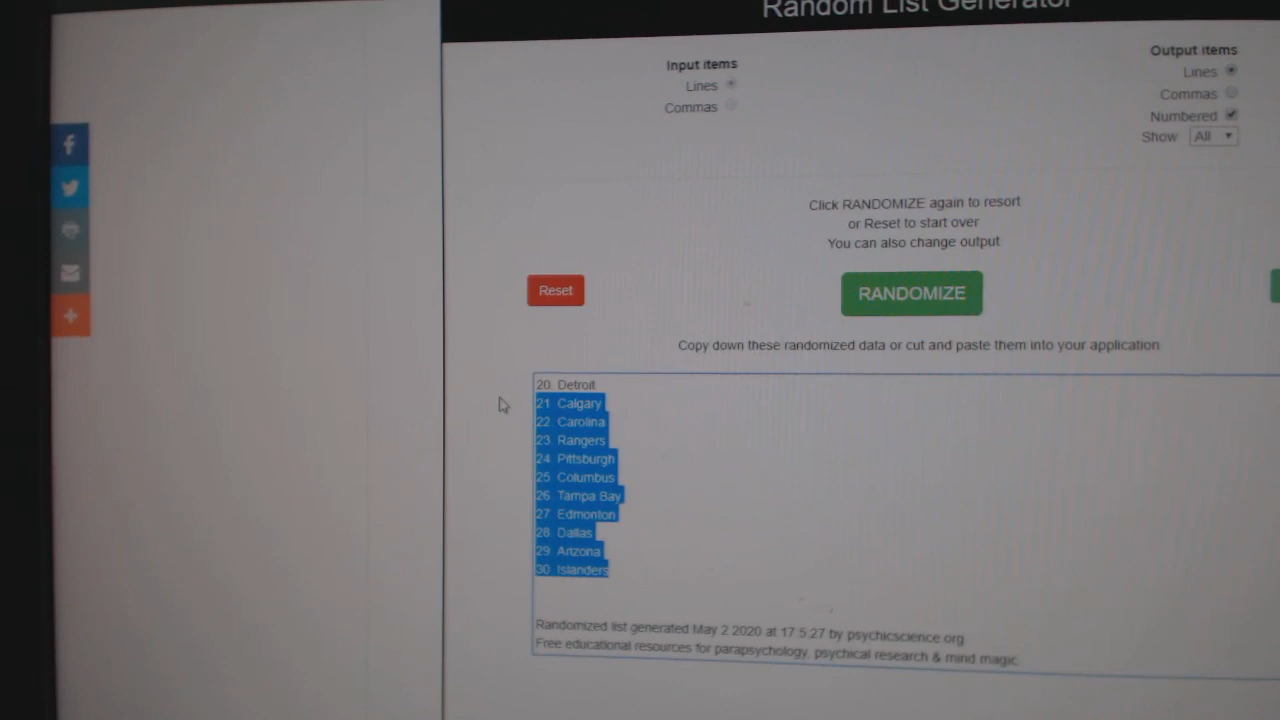 Random List Generator
Input items
Lines
Commas
Output items
Lines
Commas
Numbered
Show All
Click RANDOMIZE again to resort
or Reset to start over
You can also change output
Reset
RANDOMIZE
Copy down these randomized data or cut and paste them into your application
20. Detroit
21. Calgary
22. Carolina
23. Rangers
24. Pittsburgh
25. Columbus
26. Tampa Bay
27. Edmonton
28. Dallas
29. Arizona
30. Islanders
Randomized list generated May 2 2020 at 17:5:27 by psychicscience.org
Free educational resources for parapsychology, psychical research & mind magic.